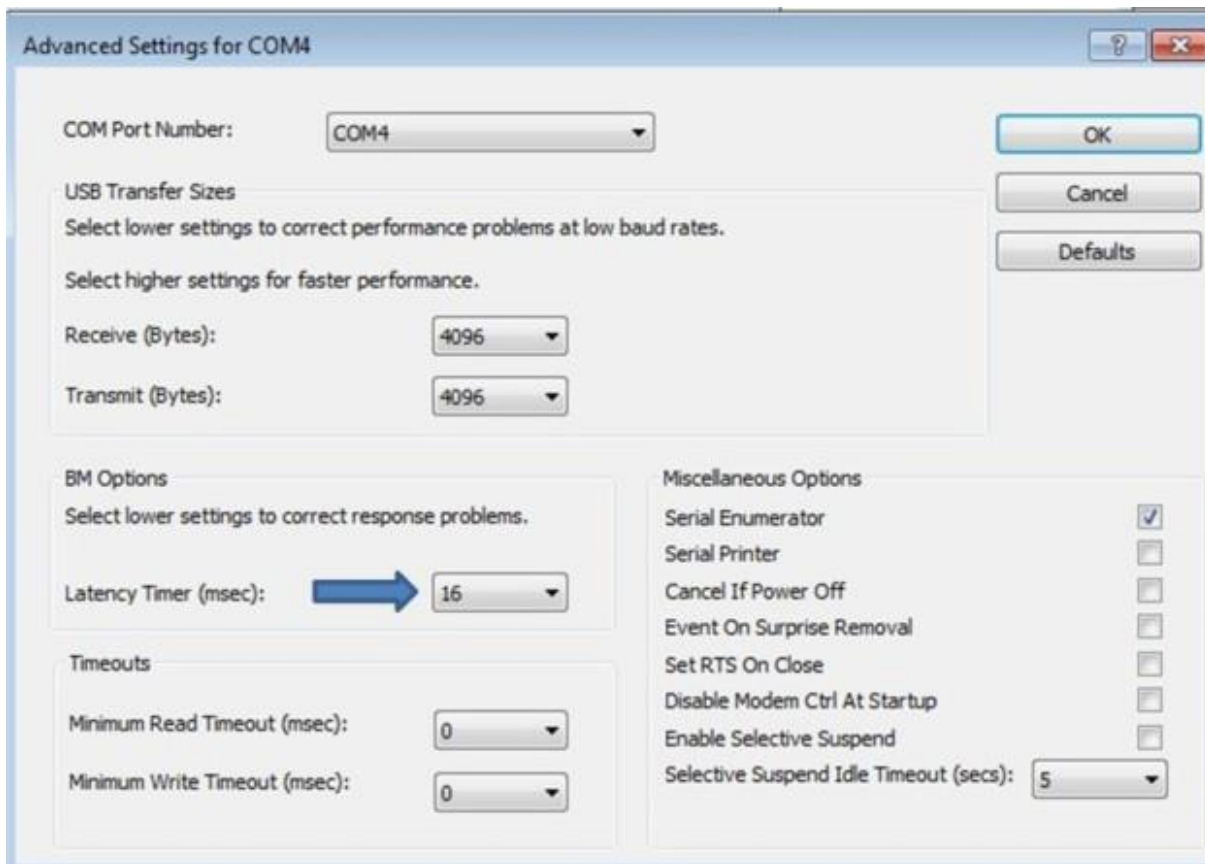 Advanced Settings for COM4
COM Port Number:
COM4
OK
Cancel
Defaults
USB Transfer Sizes
Select lower settings to correct performance problems at low baud rates.
Select higher settings for faster performance.
Receive (Bytes):
4096
Transmit (Bytes):
4096
BM Options
Select lower settings to correct response problems.
Latency Timer (msec):
16
Timeouts
Minimum Read Timeout (msec):
0
Minimum Write Timeout (msec):
0
Miscellaneous Options
Serial Enumerator
Serial Printer
Cancel If Power Off
Event On Surprise Removal
Set RTS On Close
Disable Modem Ctrl At Startup
Enable Selective Suspend
Selective Suspend Idle Timeout (secs):
5